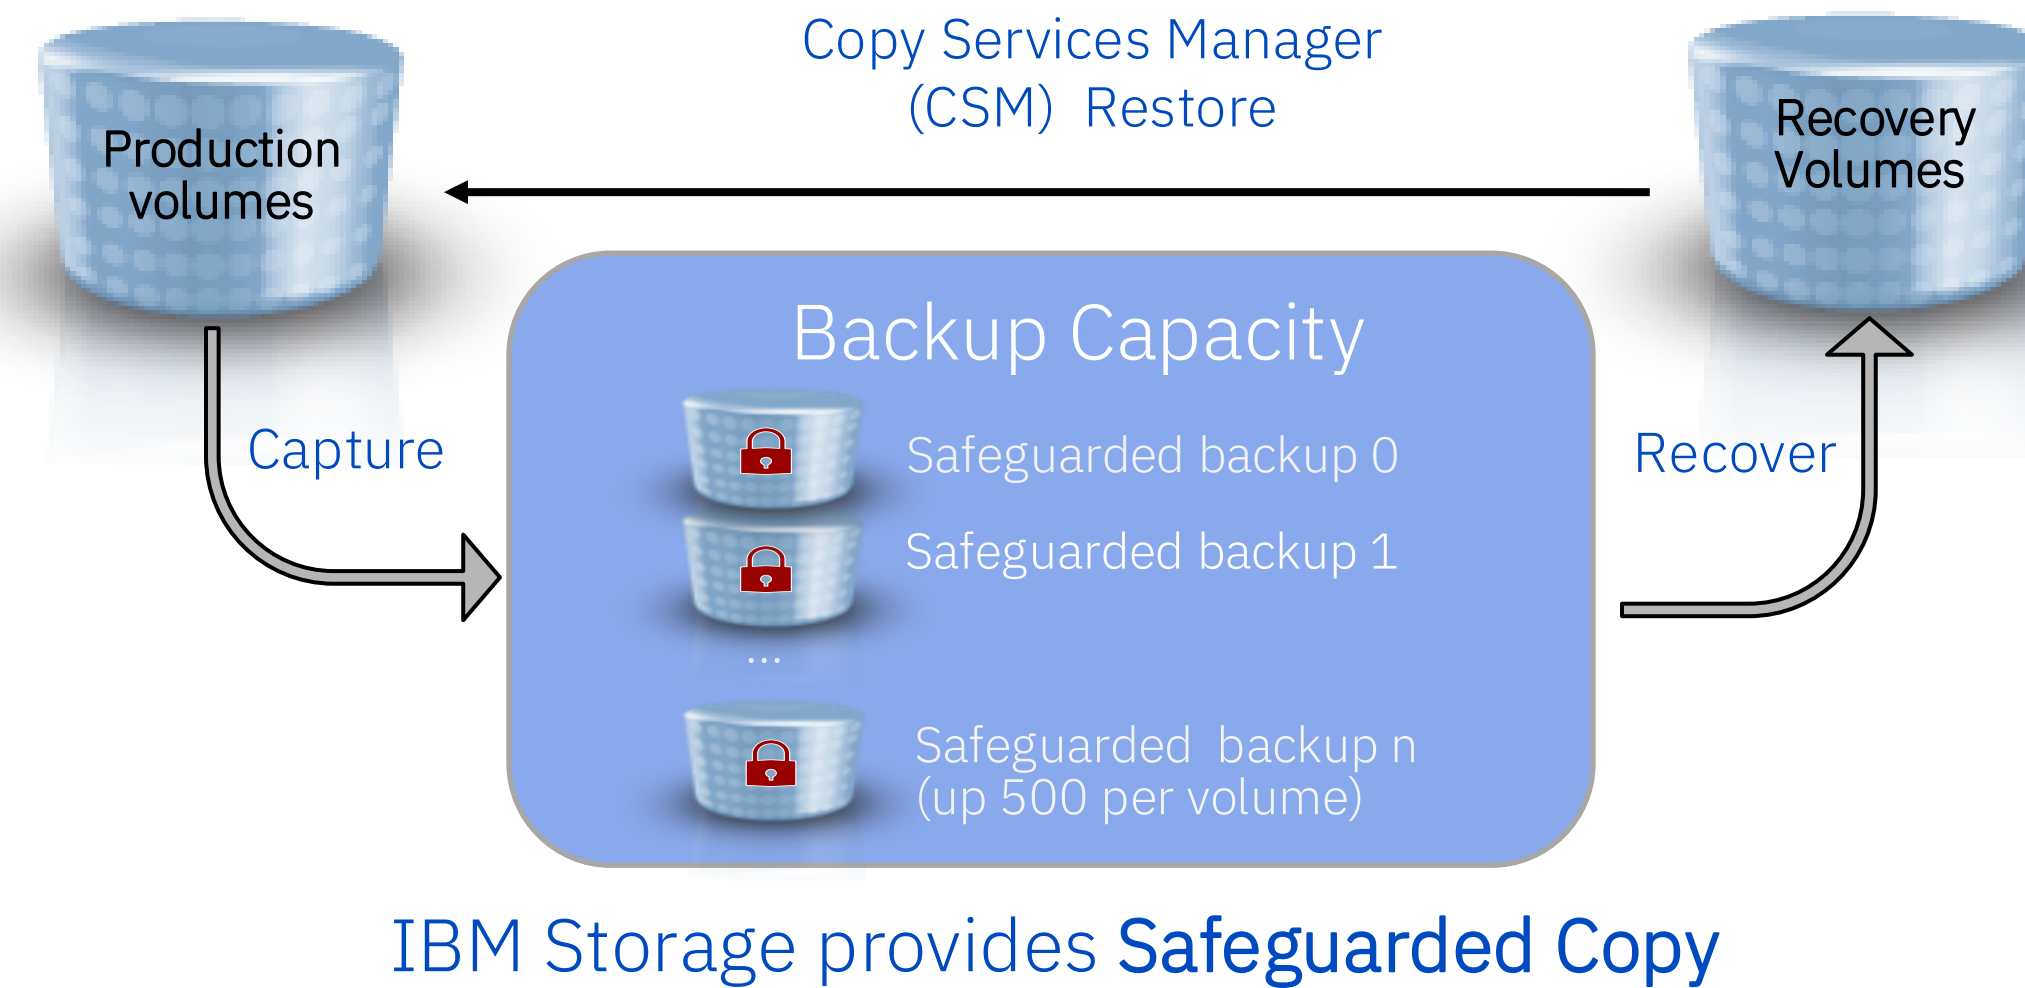 Copy Services Manager
(CSM) Restore
Production
volumes
Recovery
Volumes
Backup Capacity
Capture
Safeguarded backup 0
Recover
Safeguarded backup 1
...
Safeguarded backup n
(up 500 per volume)
IBM Storage provides Safeguarded Copy